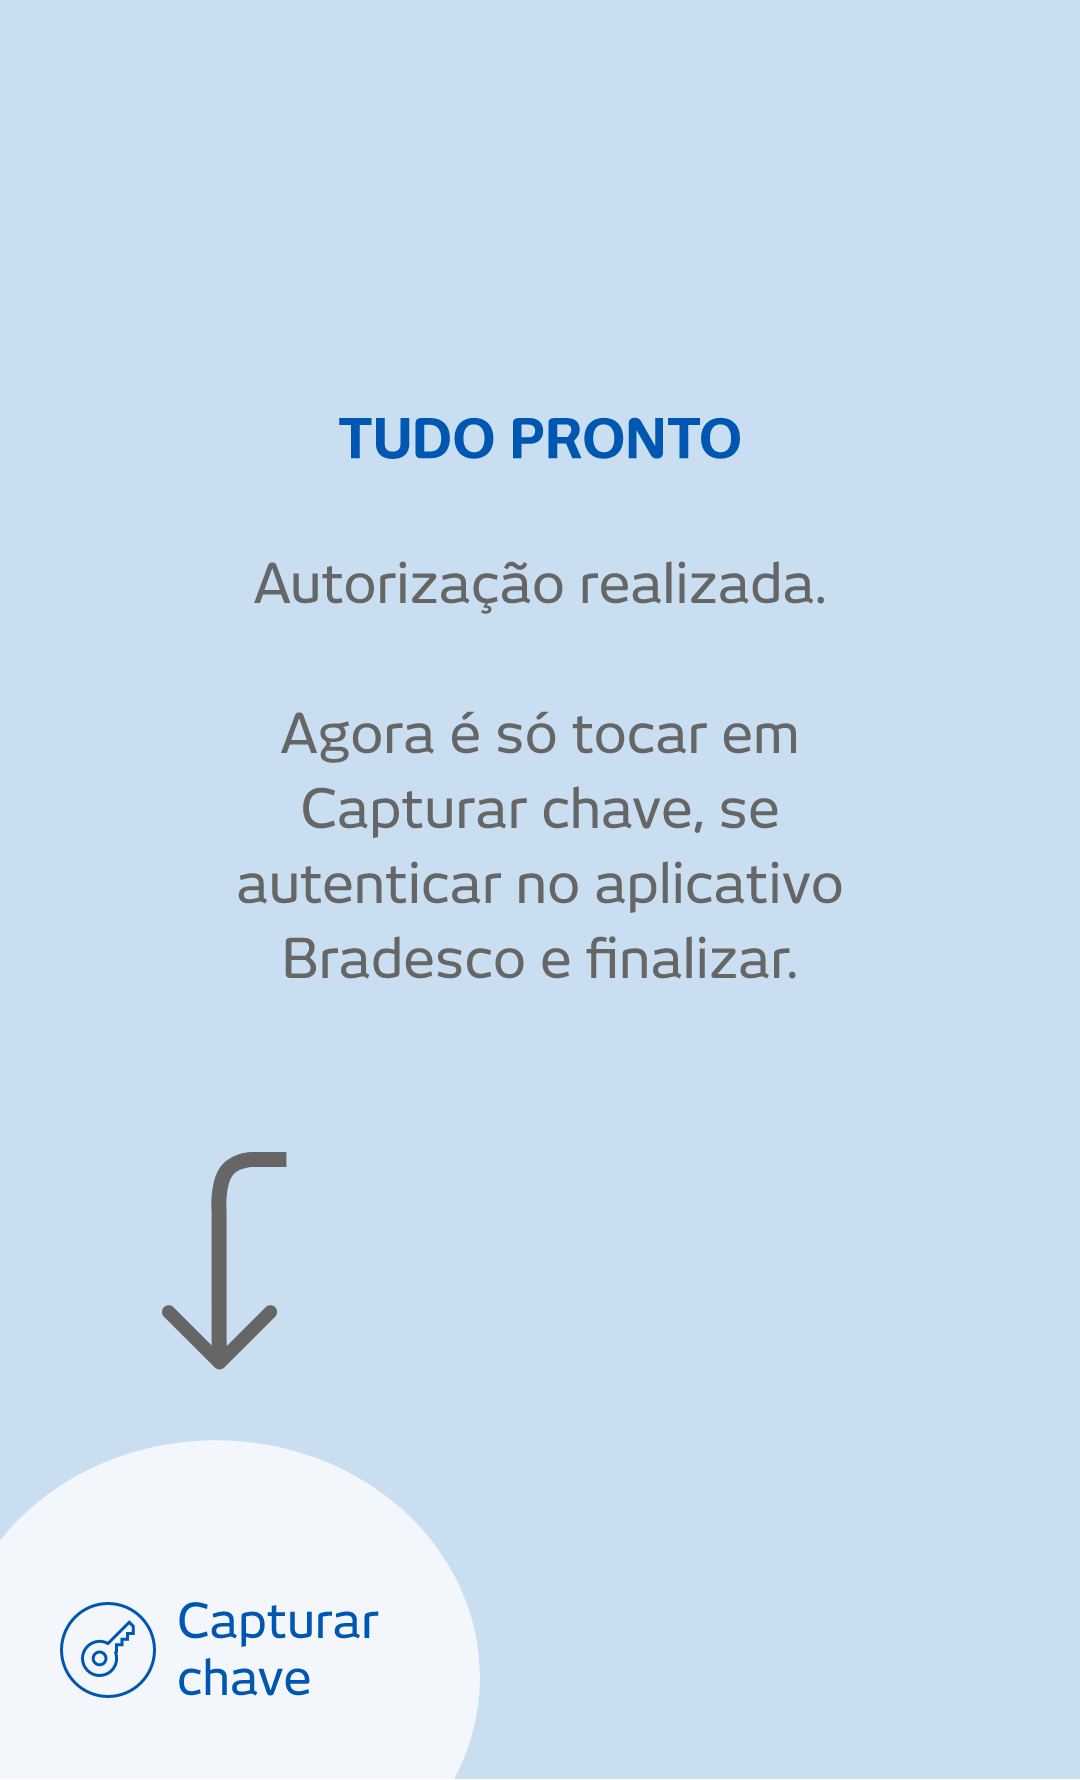 TUDO PRONTO
Autorização realizada.
Agora é só tocar em
Capturar chave, se
autenticar no aplicativo
Bradesco e finalizar.
Capturar
chave